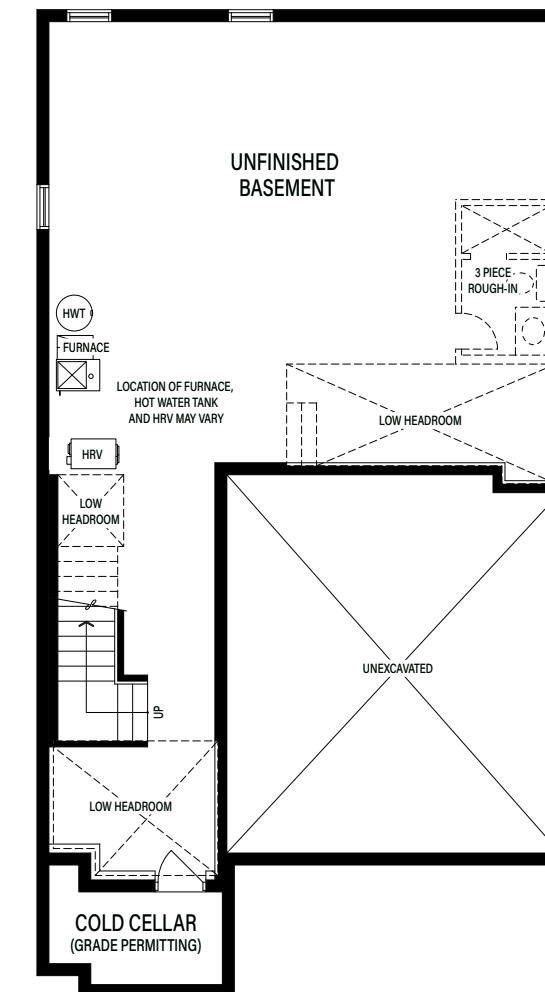 UNFINISHED
BASEMENT
3 PIECE
ROUGH-IN
HWT
FURNACE
LOCATION OF FURNACE,
HOT WATER TANK
AND HRV MAY VARY
LOW HEADROOM
HRV
LOW
HEADROOM
UNEXCAVATED
UP
LOW HEADROOM
COLD CELLAR
(GRADE PERMITTING)